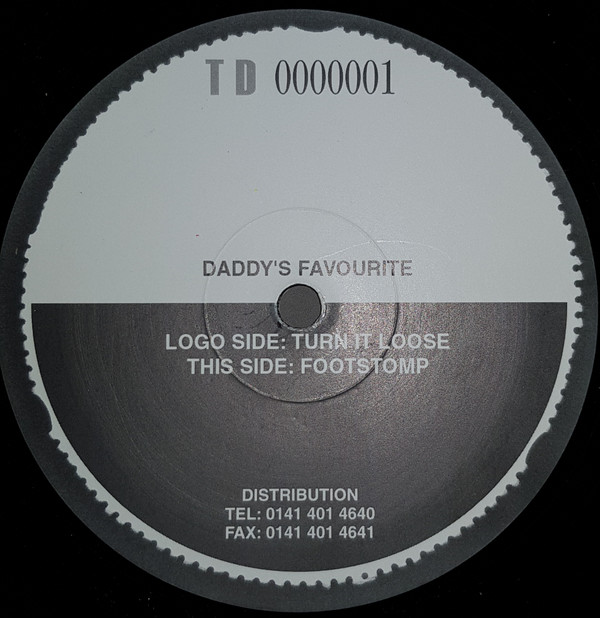 TD 0000001
DADDY'S FAVOURITE
LOGO SIDE: TURN IT LOOSE
THIS SIDE: FOOTSTOMP
DISTRIBUTION
TEL: 0141 401 4640
FAX: 0141 401 4641